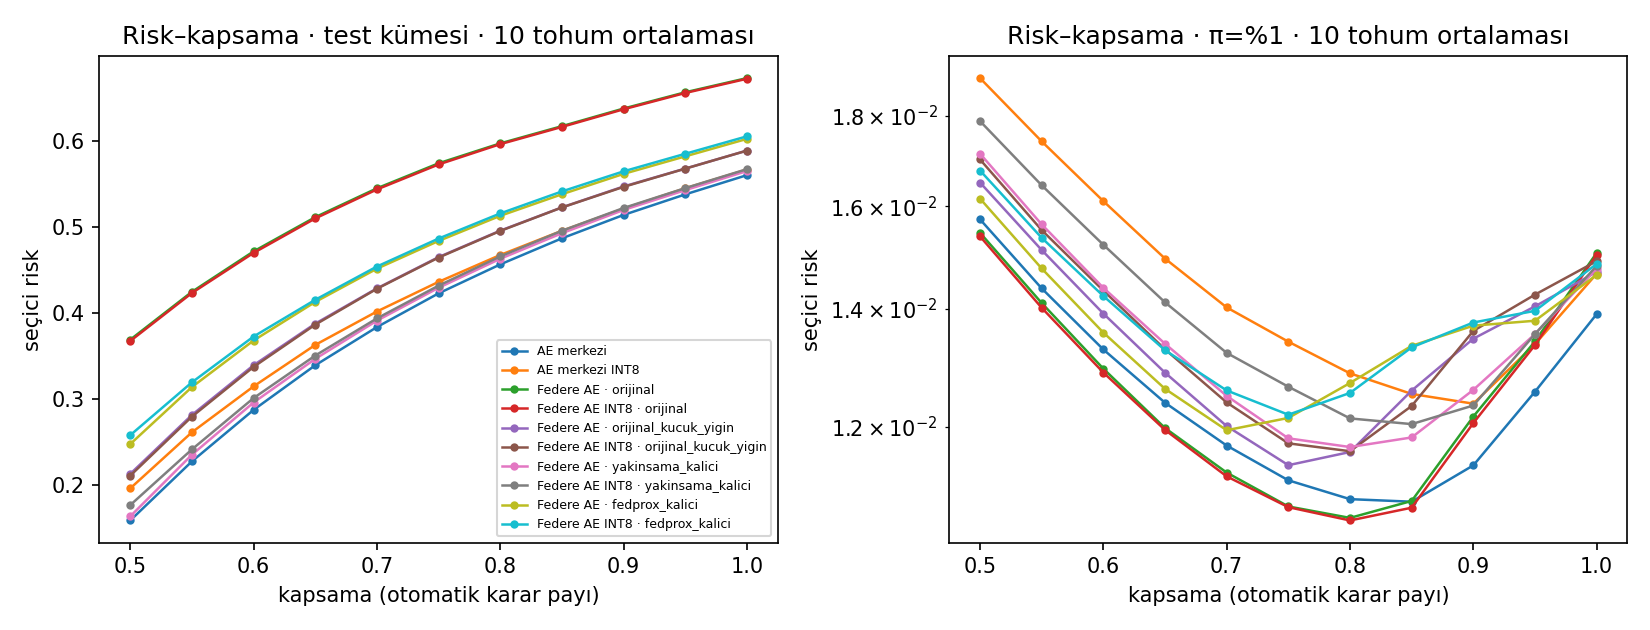 Risk–kapsama · test kümesi · 10 tohum ortalaması
seçici risk
0.6
0.5
0.4
0.3
0.2
AE merkezi
AE merkezi INT8
Federe AE · orijinal
Federe AE INT8 · orijinal
Federe AE · orijinal_kucuk_yigin
Federe AE INT8 · orijinal_kucuk_yigin
Federe AE · yakinsama_kalici
Federe AE INT8 · yakinsama_kalici
Federe AE · fedprox_kalici
Federe AE INT8 · fedprox_kalici
0.5 0.6 0.7 0.8 0.9 1.0
kapsama (otomatik karar payı)
Risk–kapsama · π=%1 · 10 tohum ortalaması
seçici risk
1.8 × 10⁻²
1.6 × 10⁻²
1.4 × 10⁻²
1.2 × 10⁻²
0.5 0.6 0.7 0.8 0.9 1.0
kapsama (otomatik karar payı)